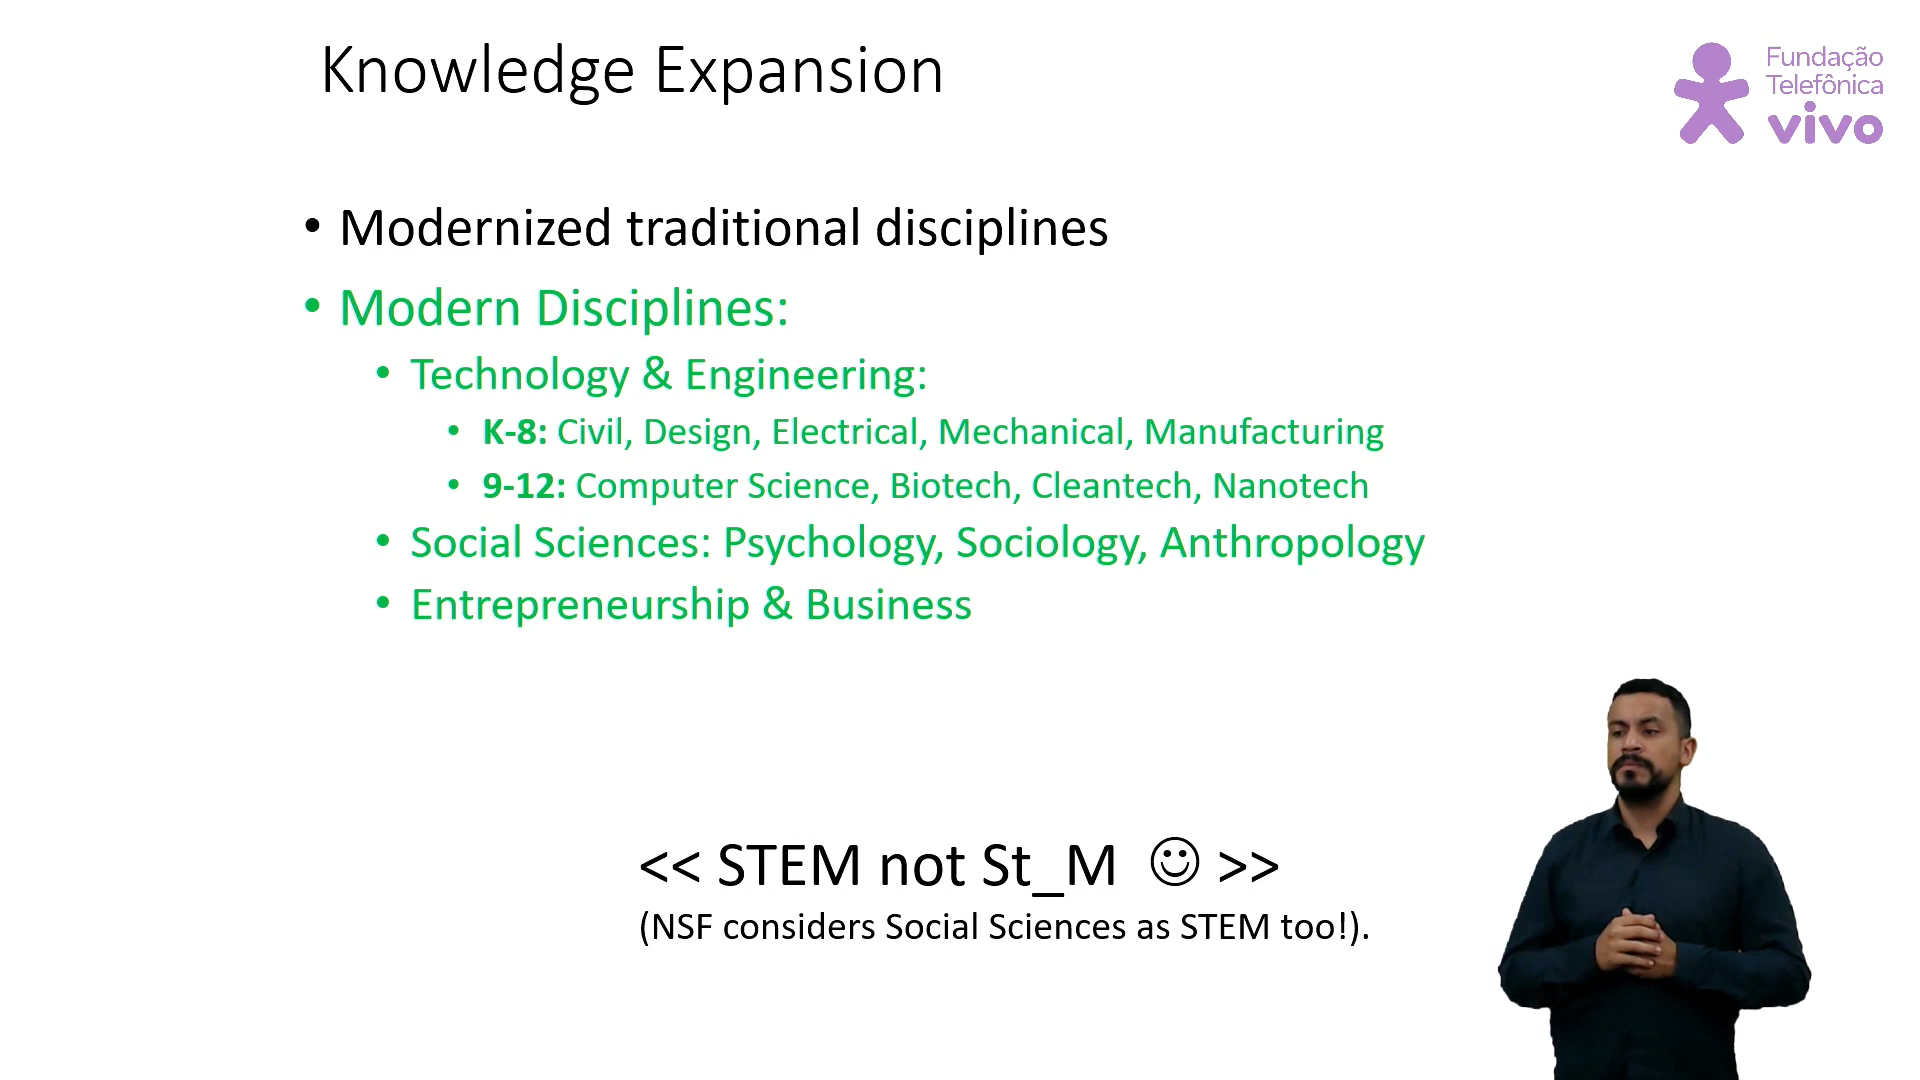 Knowledge Expansion
Fundação
Telefônica
vivo
• Modernized traditional disciplines
• Modern Disciplines:
• Technology & Engineering:
• K-8: Civil, Design, Electrical, Mechanical, Manufacturing
• 9-12: Computer Science, Biotech, Cleantech, Nanotech
• Social Sciences: Psychology, Sociology, Anthropology
• Entrepreneurship & Business
<< STEM not St_M ☺ >>
(NSF considers Social Sciences as STEM too!).